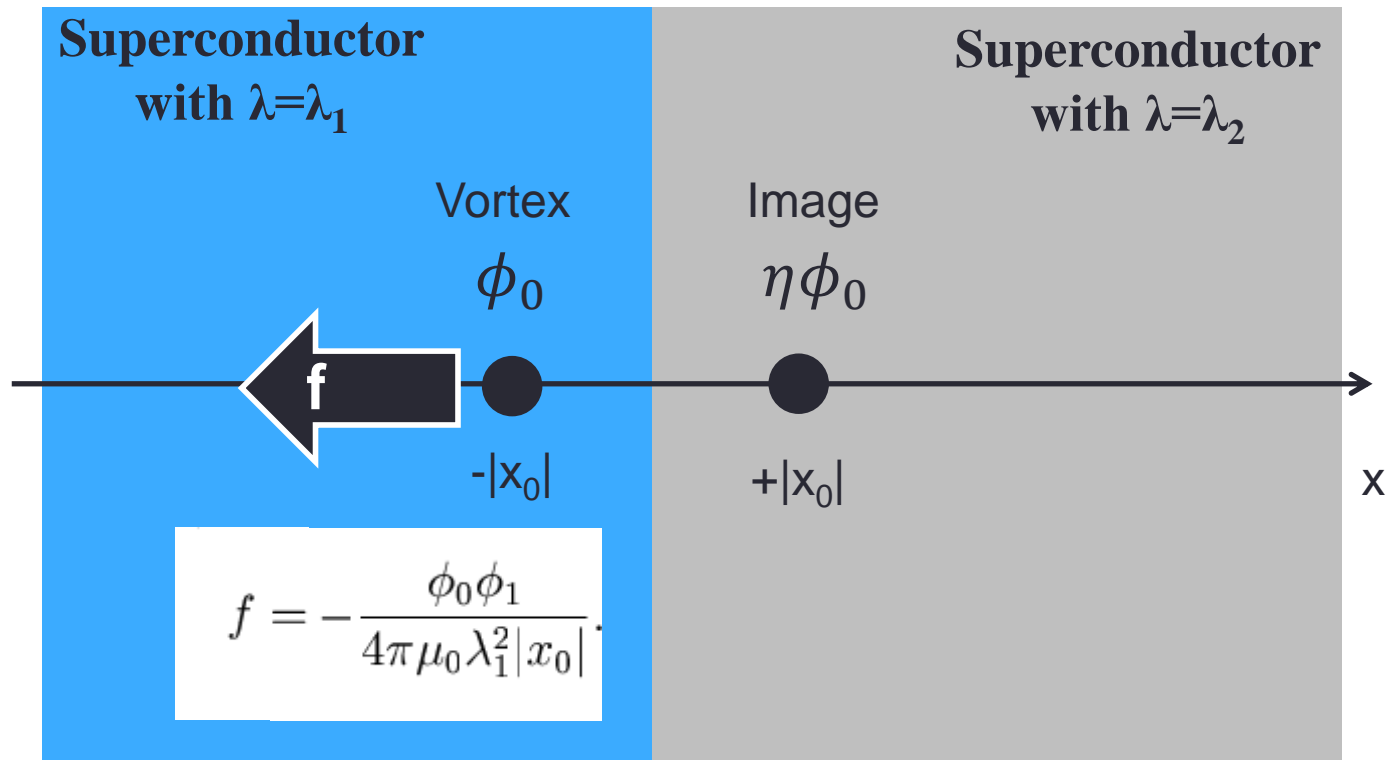 Superconductor
with λ=λ₁
Superconductor
with λ=λ₂
Vortex
Image
ϕ₀
ηϕ₀
f
-|x₀|
+|x₀|
x
f = − ϕ₀ϕ₁ / 4πμ₀λ₁²|x₀| .